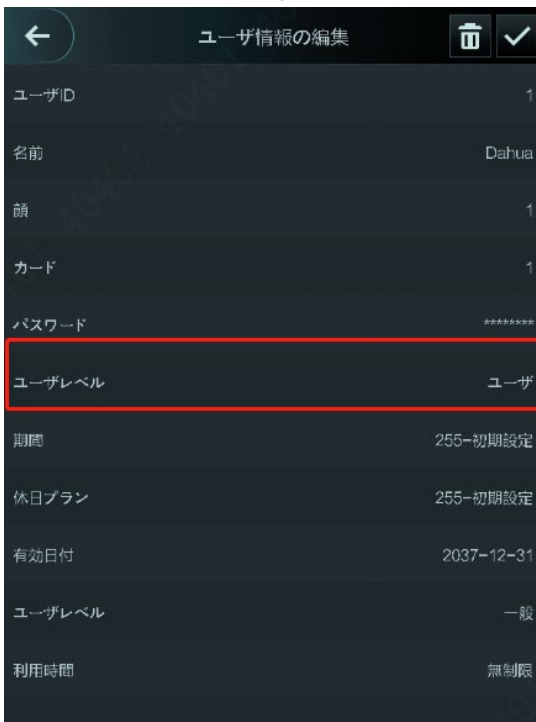 ユーザ情報の編集
ユーザID 1
名前 Dahua
顔 1
カード 1
パスワード ********
ユーザレベル ユーザ
期間 255-初期設定
休日プラン 255-初期設定
有効日付 2037-12-31
ユーザレベル 一般
利用時間 無制限